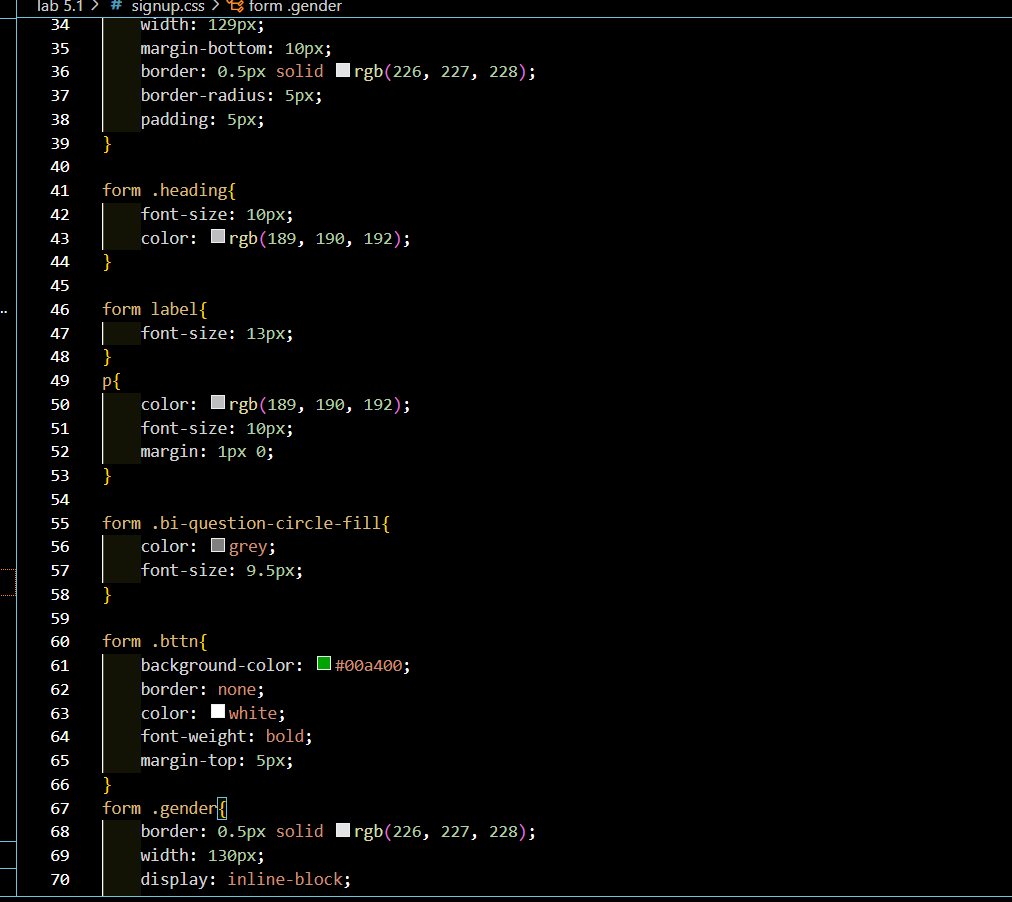 lab 5.1 > # signup.css > form .gender
34 width: 129px;
35 margin-bottom: 10px;
36 border: 0.5px solid rgb(226, 227, 228);
37 border-radius: 5px;
38 padding: 5px;
39 }
40
41 form .heading{
42 font-size: 10px;
43 color: rgb(189, 190, 192);
44 }
45
46 form label{
47 font-size: 13px;
48 }
49 p{
50 color: rgb(189, 190, 192);
51 font-size: 10px;
52 margin: 1px 0;
53 }
54
55 form .bi-question-circle-fill{
56 color: grey;
57 font-size: 9.5px;
58 }
59
60 form .bttn{
61 background-color: #00a400;
62 border: none;
63 color: white;
64 font-weight: bold;
65 margin-top: 5px;
66 }
67 form .gender{
68 border: 0.5px solid rgb(226, 227, 228);
69 width: 130px;
70 display: inline-block;